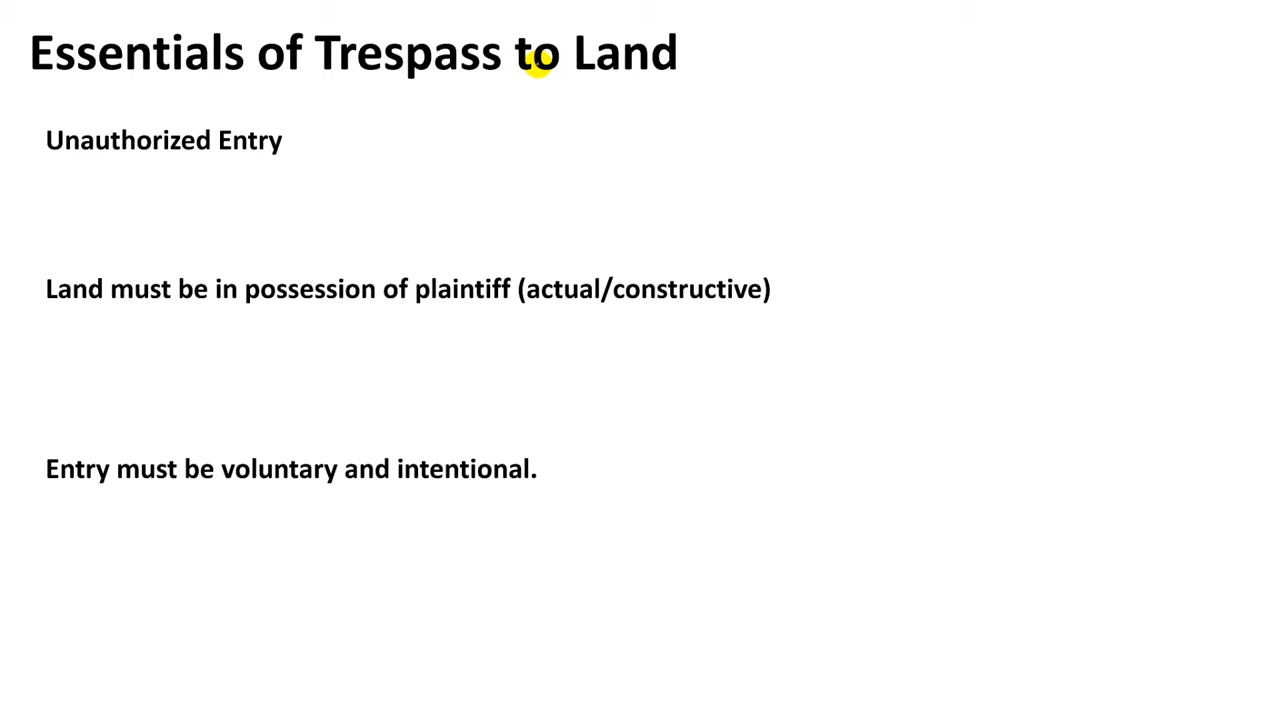 Essentials of Trespass to Land
Unauthorized Entry
Land must be in possession of plaintiff (actual/constructive)
Entry must be voluntary and intentional.